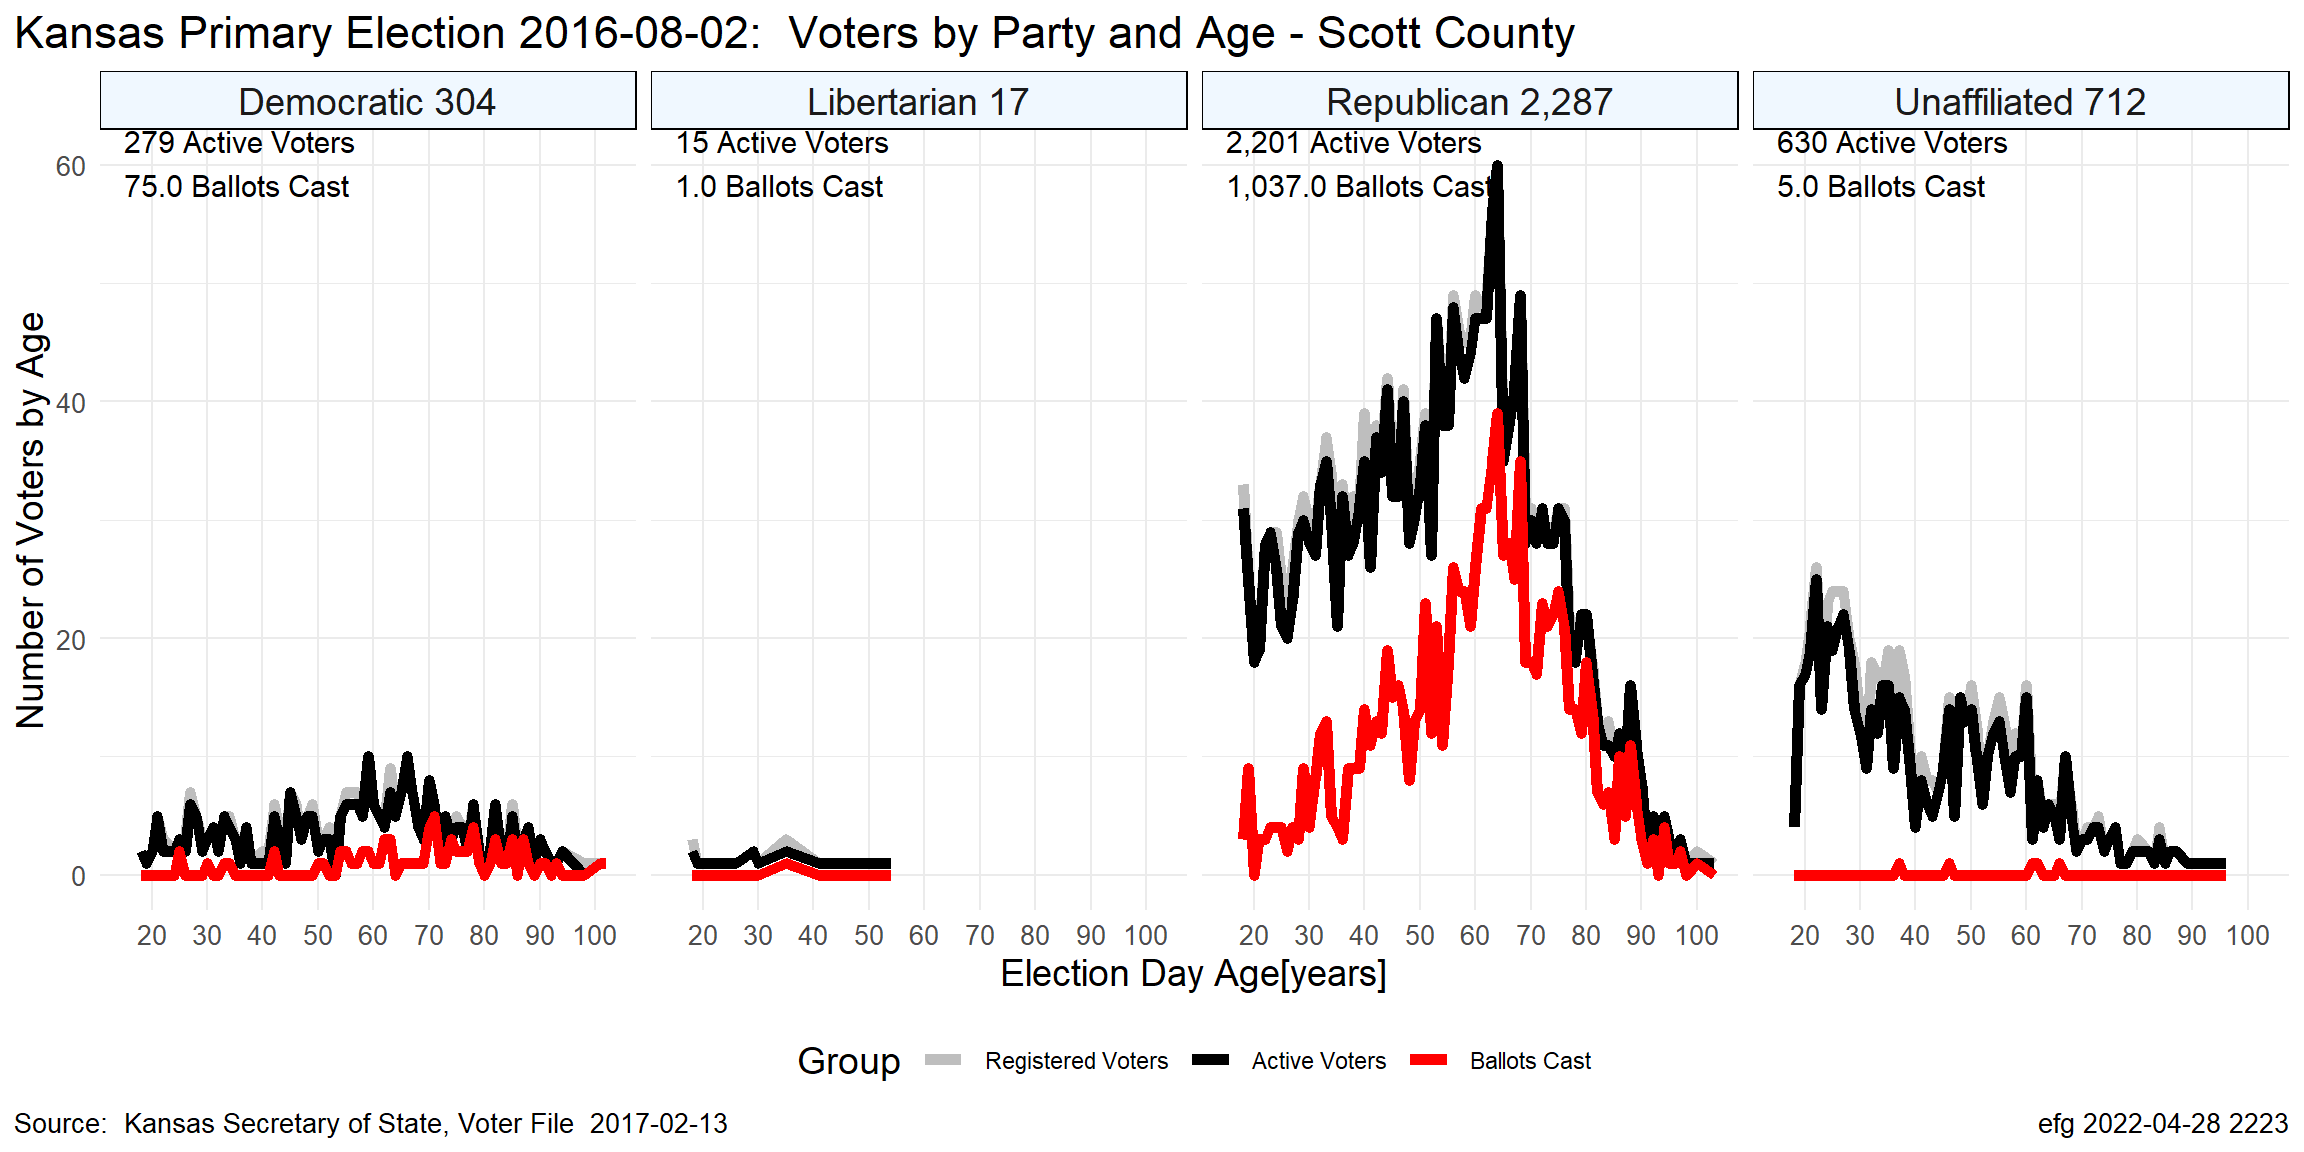 Kansas Primary Election 2016-08-02:  Voters by Party and Age - Scott County
Democratic 304
Libertarian 17
Republican 2,287
Unaffiliated 712
279 Active Voters
75.0 Ballots Cast
15 Active Voters
1.0 Ballots Cast
2,201 Active Voters
1,037.0 Ballots Cast
630 Active Voters
5.0 Ballots Cast
Number of Voters by Age
60
40
20
0
20 30 40 50 60 70 80 90 100
20 30 40 50 60 70 80 90 100
20 30 40 50 60 70 80 90 100
20 30 40 50 60 70 80 90 100
Election Day Age[years]
Group Registered Voters Active Voters Ballots Cast
Source:  Kansas Secretary of State, Voter File  2017-02-13
efg 2022-04-28 2223